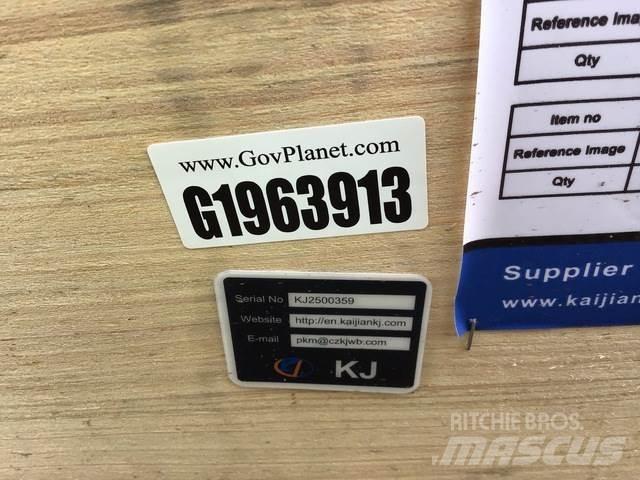 www.GovPlanet.com
G1963913
Serial No KJ2500359
Website http://en.kaijiankj.com
E-mail pkm@czkjwb.com
KJ
Reference Ima
Qty
Item no
Reference Image
Qty
Supplier
www.kaijian
RITCHIE BROS.
MASCUS